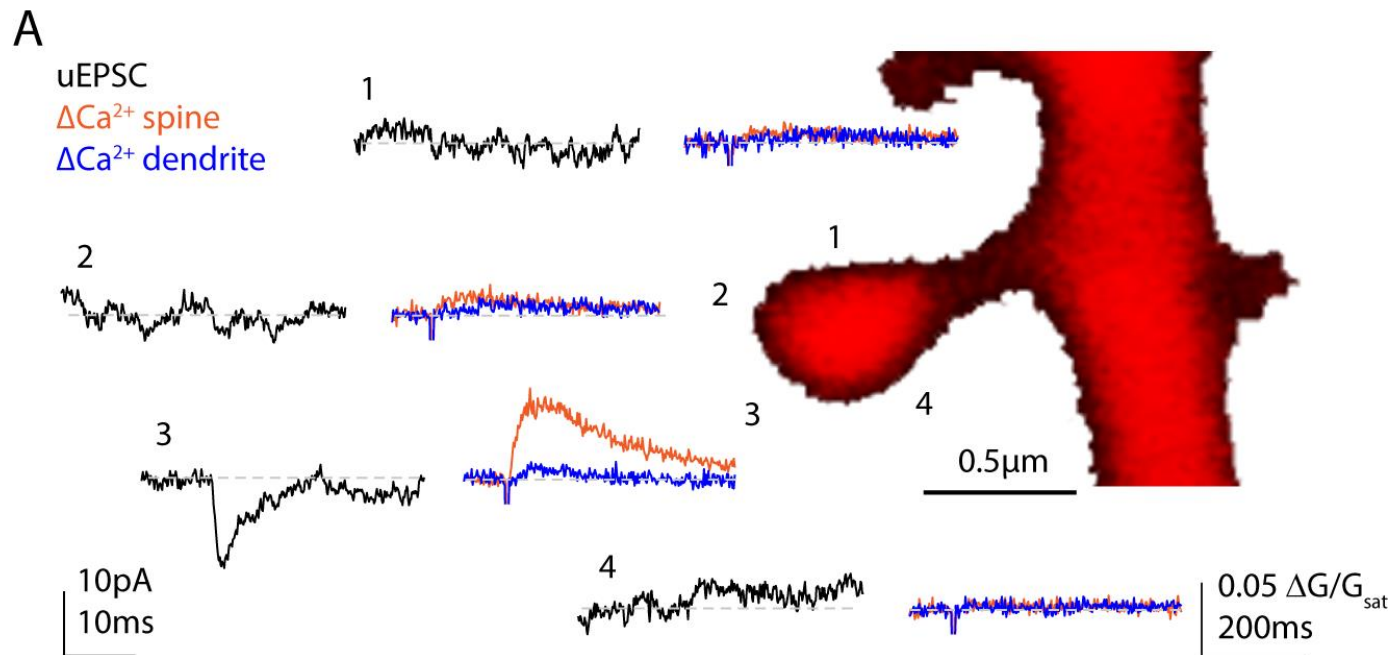 A
uEPSC
ΔCa²⁺ spine
ΔCa²⁺ dendrite
1
2
3
4
1
2
3
4
0.5μm
10pA
10ms
0.05 ΔG/Gsat
200ms